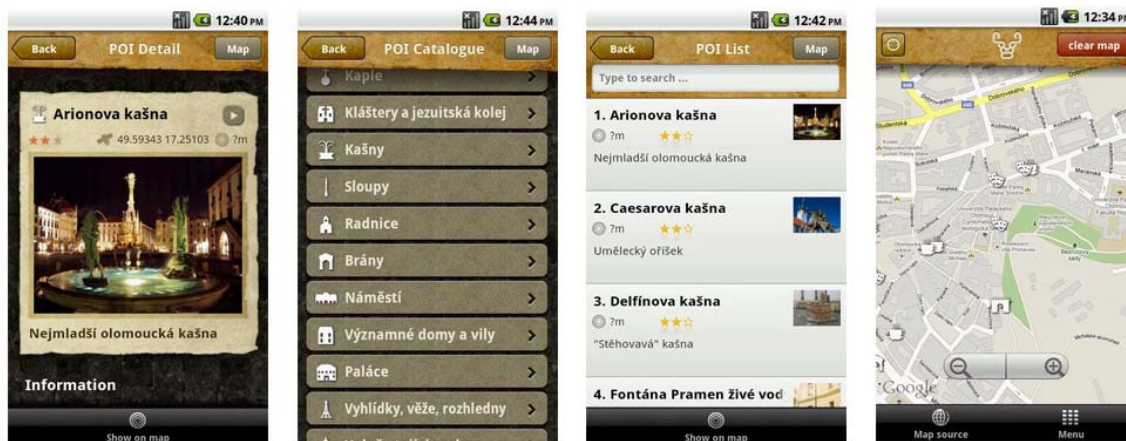 12:40 PM
Back
POI Detail
Map
Arionova kašna
49.59343 17.25103
?m
Nejmladší olomoucká kašna
Information
Show on map
12:44 PM
Back
POI Catalogue
Map
Kaple
Kláštery a jezuitská kolej
Kašny
Sloupy
Radnice
Brány
Náměstí
Významné domy a vily
Paláce
Vyhlídky, věže, rozhledny
12:42 PM
Back
POI List
Map
Type to search ...
1. Arionova kašna
?m
Nejmladší olomoucká kašna
2. Caesarova kašna
?m
Umělecký oříšek
3. Delfínova kašna
?m
"Stěhovavá" kašna
4. Fontána Pramen živé vod
Show on map
12:34 PM
clear map
Dobrovského
Dobrovského
Studentská
Google
Map source
Menu